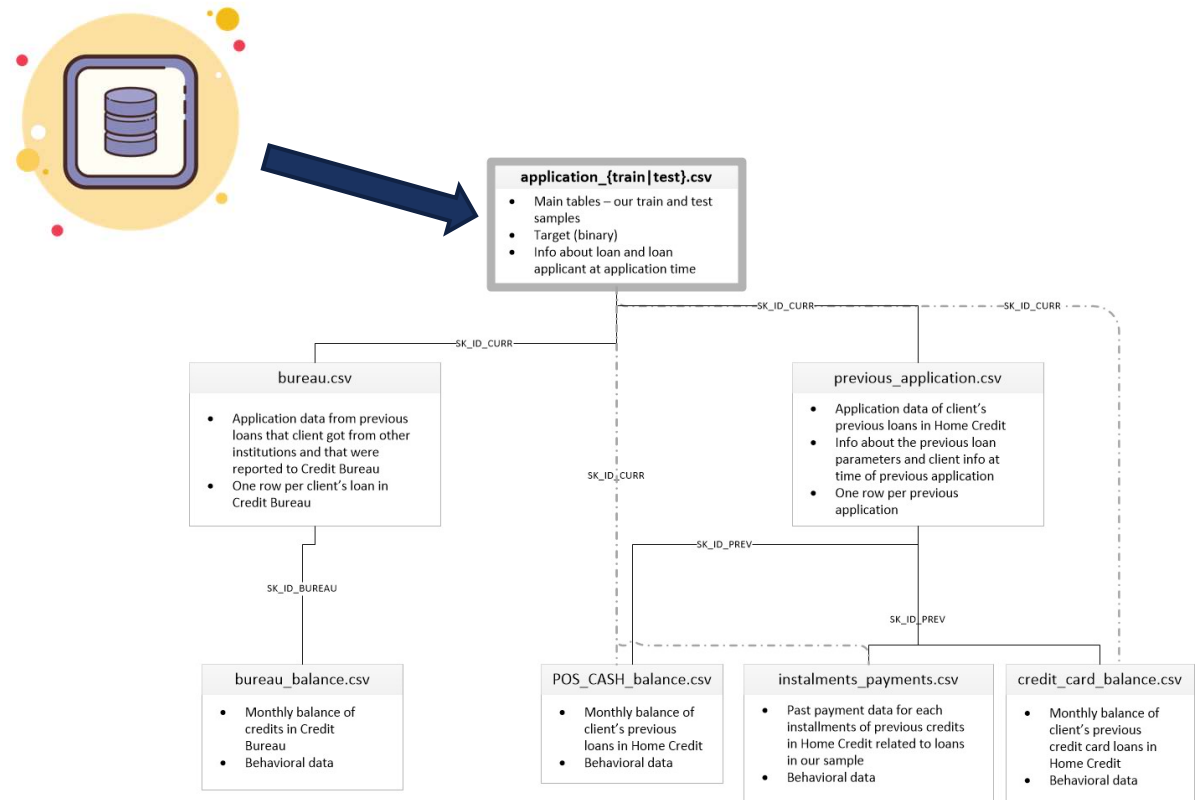 application_{train|test}.csv
• Main tables – our train and test
samples
• Target (binary)
• Info about loan and loan
applicant at application time
SK_ID_CURR
SK_ID_CURR
SK_ID_CURR
bureau.csv
• Application data from previous
loans that client got from other
institutions and that were
reported to Credit Bureau
• One row per client's loan in
Credit Bureau
previous_application.csv
• Application data of client's
previous loans in Home Credit
• Info about the previous loan
parameters and client info at
time of previous application
• One row per previous
application
SK_ID_CURR
SK_ID_PREV
SK_ID_BUREAU
SK_ID_PREV
bureau_balance.csv
• Monthly balance of
credits in Credit
Bureau
• Behavioral data
POS_CASH_balance.csv
• Monthly balance of
client's previous
loans in Home Credit
• Behavioral data
instalments_payments.csv
• Past payment data for each
installments of previous credits
in Home Credit related to loans
in our sample
• Behavioral data
credit_card_balance.csv
• Monthly balance of
client's previous
credit card loans in
Home Credit
• Behavioral data